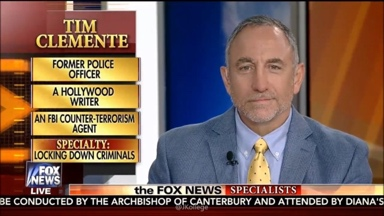 TIM
CLEMENTE
FORMER POLICE
OFFICER
A HOLLYWOOD
WRITER
AN FBI COUNTER-TERRORISM
AGENT
SPECIALTY:
LOCKING DOWN CRIMINALS
FOX
NEWS
channel
LIVE
the FOX NEWS SPECIALISTS
BE CONDUCTED BY THE ARCHBISHOP OF CANTERBURY AND ATTENDED BY DIANA'S